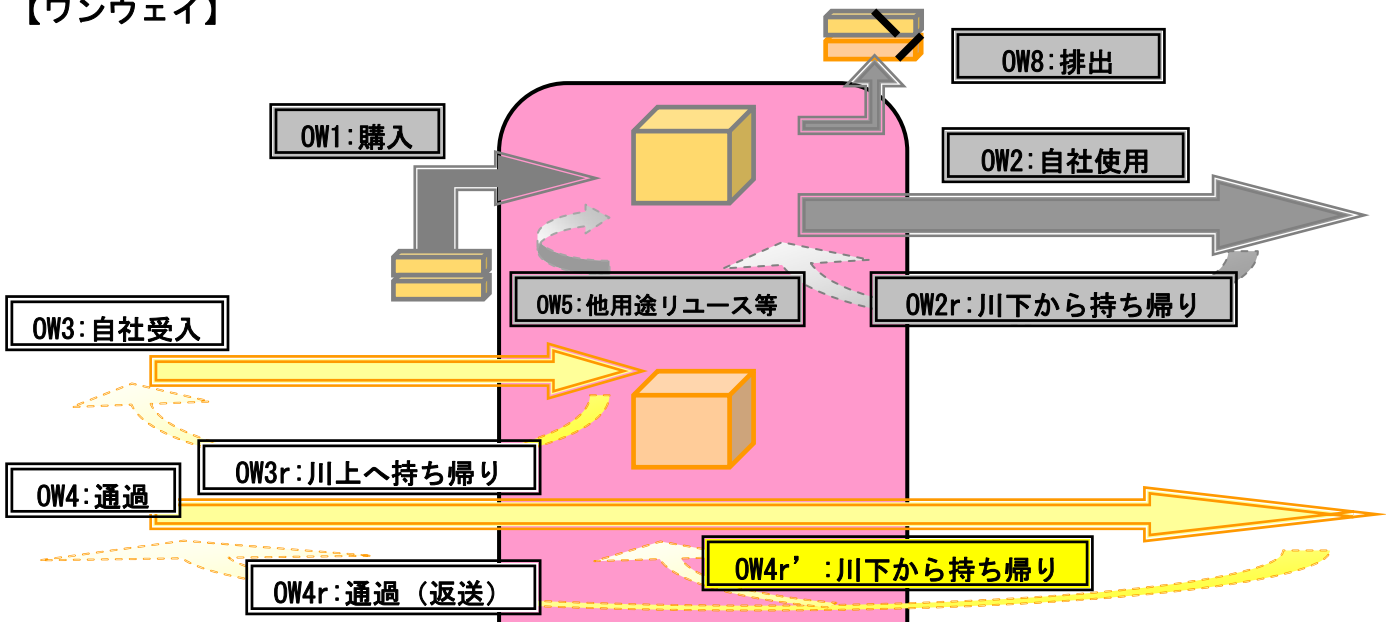 【ワンウェイ】
OW8:排出
OW1:購入
OW2:自社使用
OW5:他用途リユース等
OW2r:川下から持ち帰り
OW3:自社受入
OW3r:川上へ持ち帰り
OW4:通過
OW4r’:川下から持ち帰り
OW4r:通過（返送）